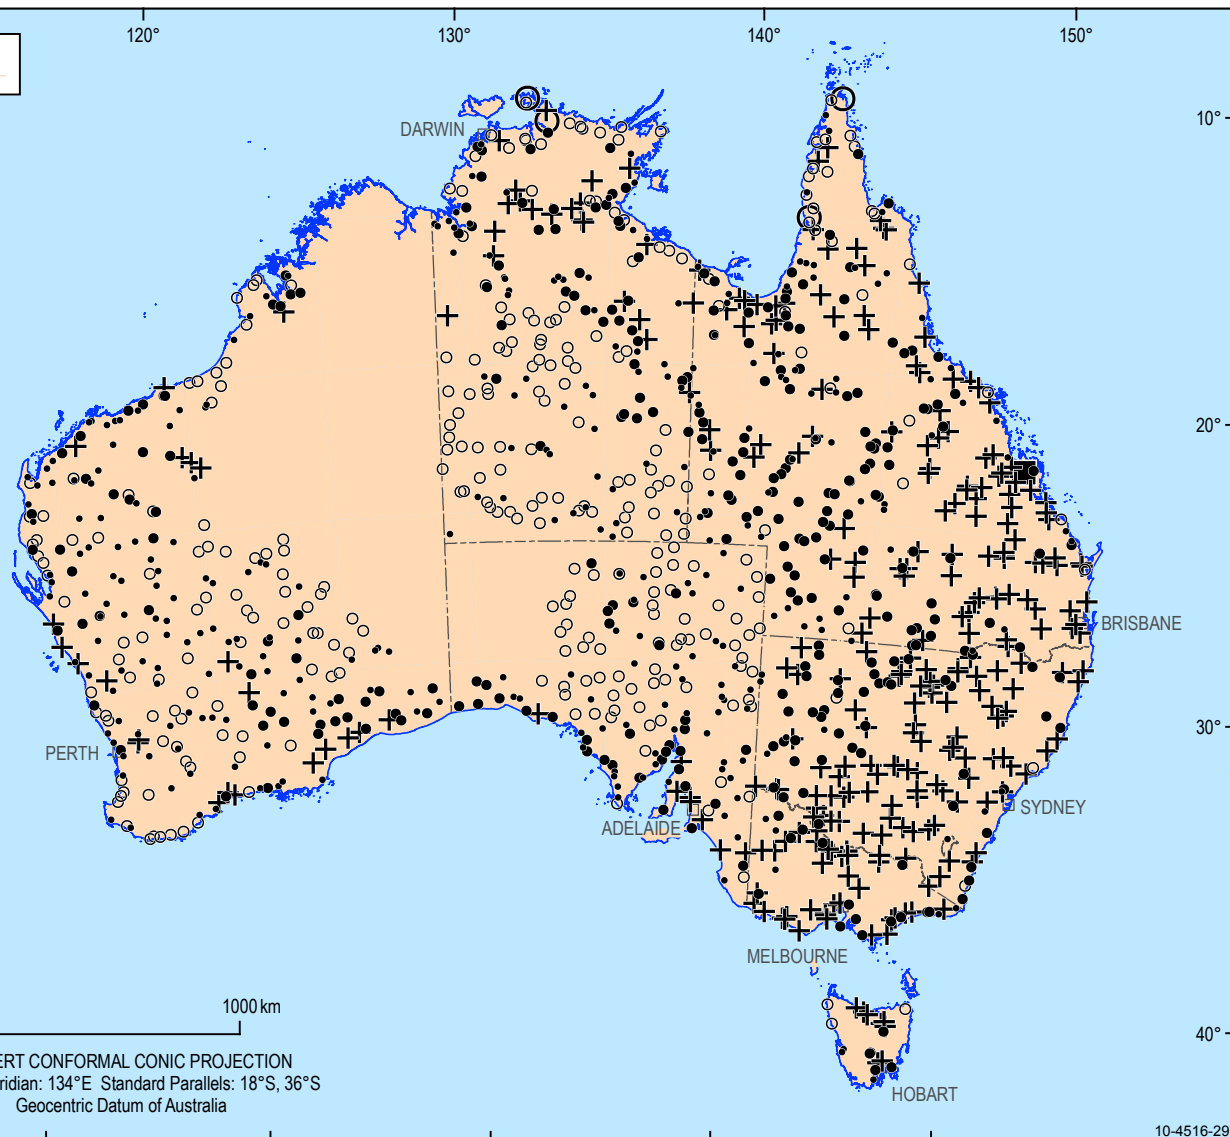 120°
130°
140°
150°
10°
20°
30°
40°
DARWIN
BRISBANE
PERTH
SYDNEY
ADELAIDE
MELBOURNE
HOBART
1000 km
ERT CONFORMAL CONIC PROJECTION
ridian: 134°E Standard Parallels: 18°S, 36°S
Geocentric Datum of Australia
10-4516-29